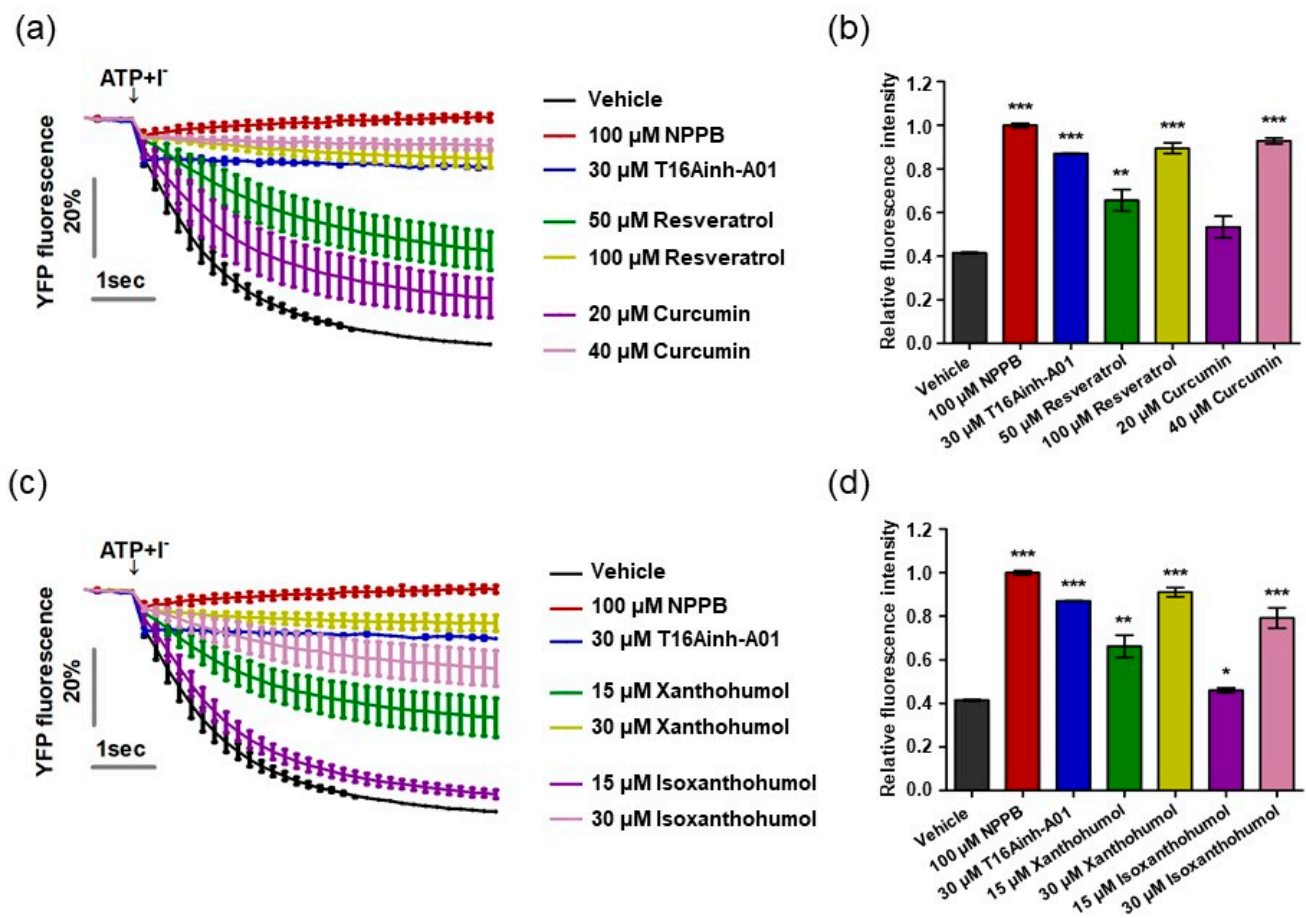 (a)
ATP+I⁻
↓
YFP fluorescence
20%
1sec
Vehicle
100 µM NPPB
30 µM T16Ainh-A01
50 µM Resveratrol
100 µM Resveratrol
20 µM Curcumin
40 µM Curcumin
(b)
Relative fluorescence intensity
1.2
1.0
0.8
0.6
0.4
0.2
0.0
***
***
**
***
***
Vehicle
100 µM NPPB
30 µM T16Ainh-A01
50 µM Resveratrol
100 µM Resveratrol
20 µM Curcumin
40 µM Curcumin
(c)
ATP+I⁻
↓
YFP fluorescence
20%
1sec
Vehicle
100 µM NPPB
30 µM T16Ainh-A01
15 µM Xanthohumol
30 µM Xanthohumol
15 µM Isoxanthohumol
30 µM Isoxanthohumol
(d)
Relative fluorescence intensity
1.2
1.0
0.8
0.6
0.4
0.2
0.0
***
***
**
***
*
***
Vehicle
100 µM NPPB
30 µM T16Ainh-A01
15 µM Xanthohumol
30 µM Xanthohumol
15 µM Isoxanthohumol
30 µM Isoxanthohumol